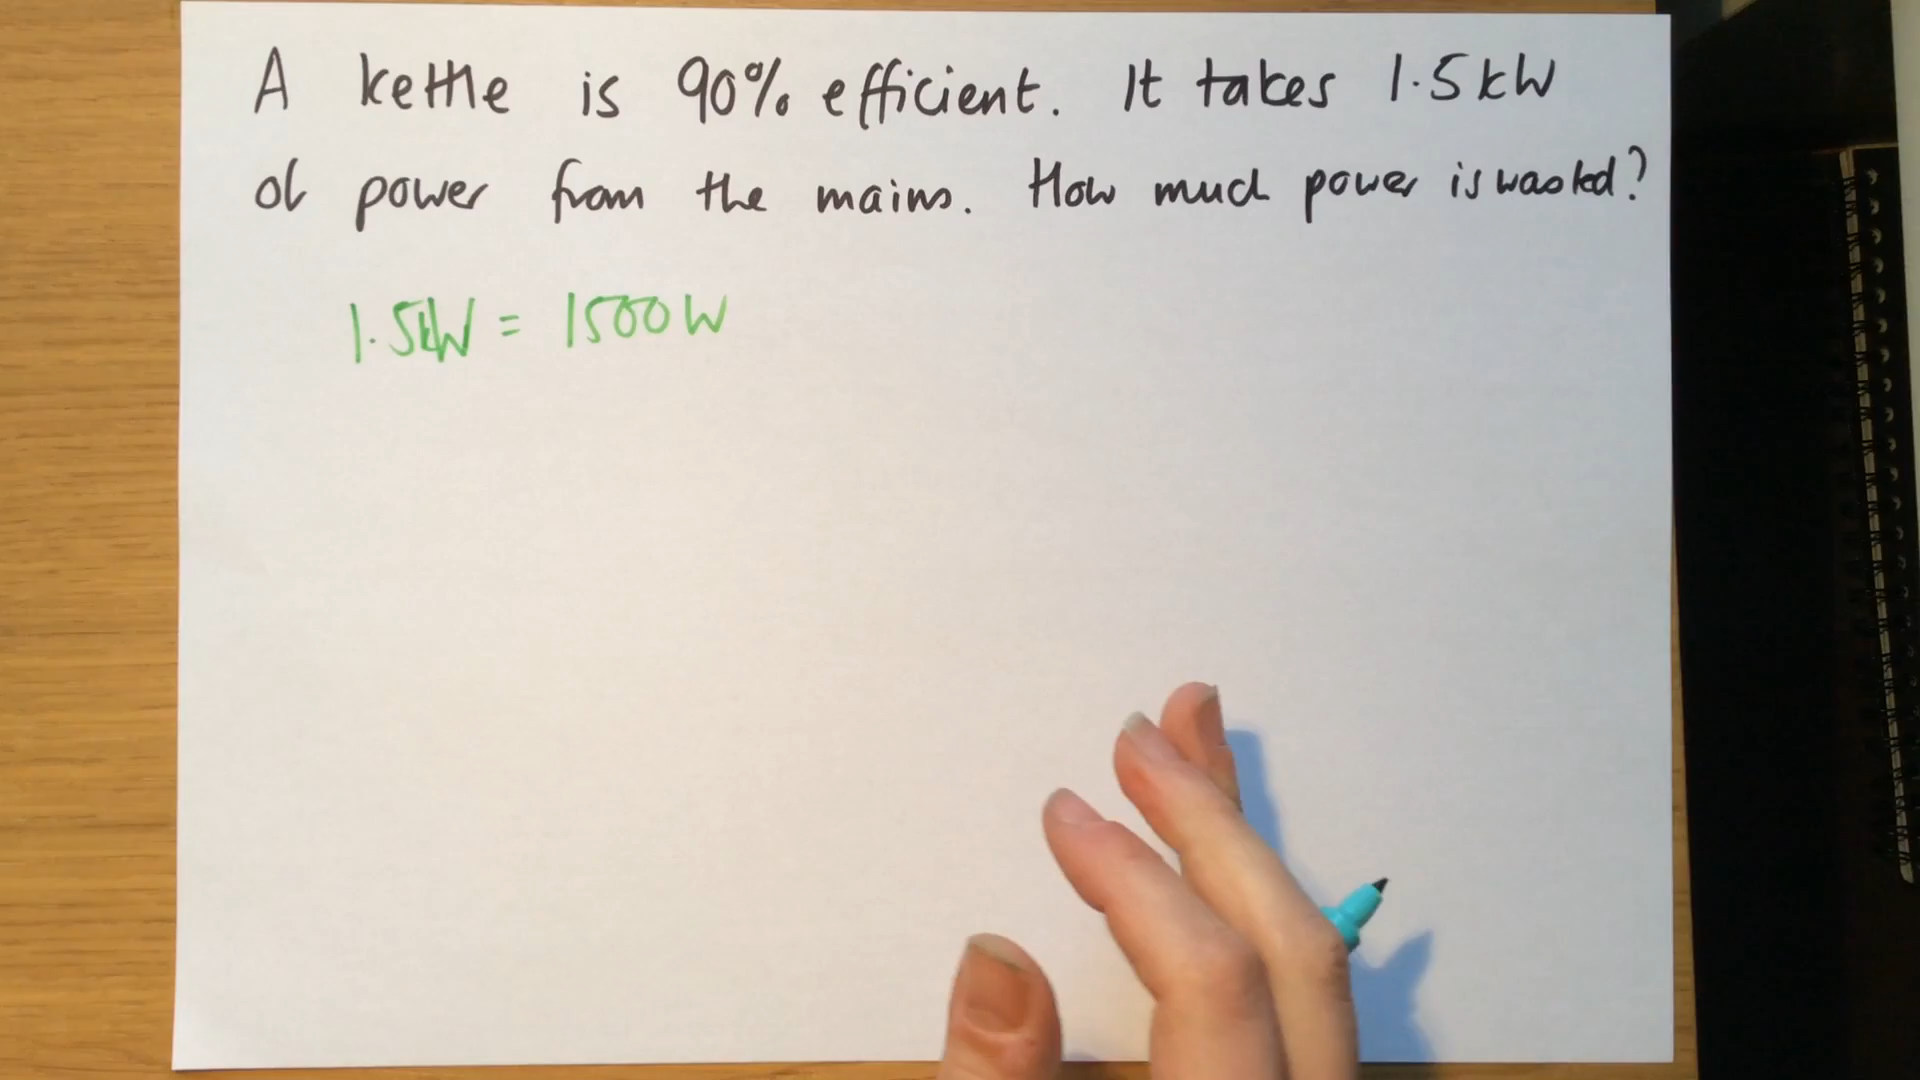 A kettle is 90% efficient. It takes 1.5kW
of power from the mains. How much power is wasted?
1.5kW = 1500W